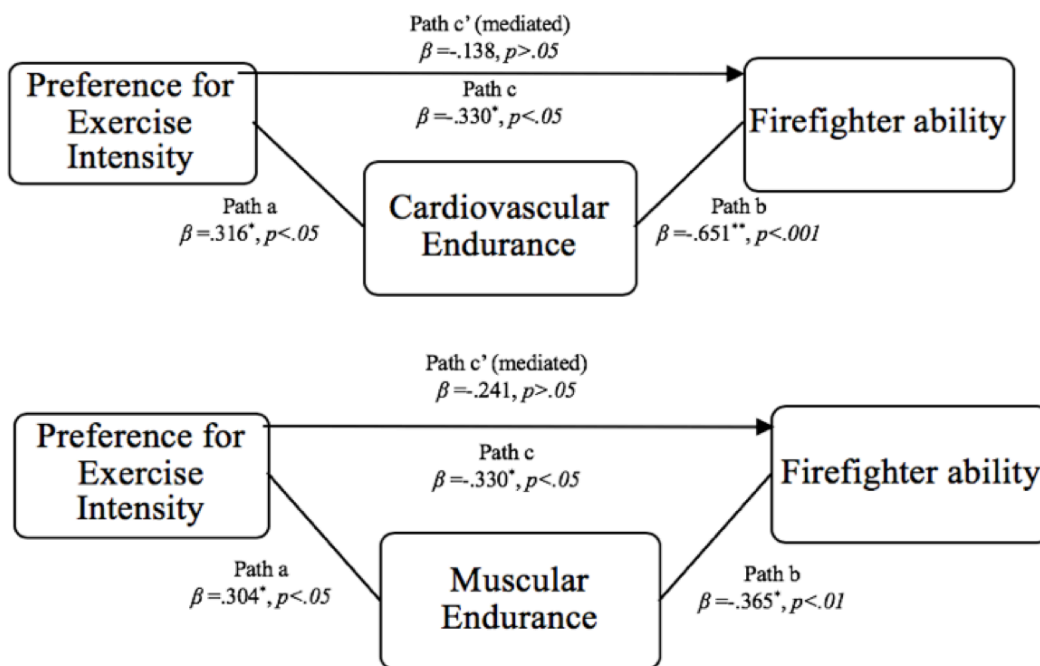 Path c’ (mediated)
β=-.138, p>.05
Preference for
Exercise
Intensity
Path c
β=-.330*, p<.05
Firefighter ability
Path a
β=.316*, p<.05
Cardiovascular
Endurance
Path b
β=-.651**, p<.001
Path c’ (mediated)
β=-.241, p>.05
Preference for
Exercise
Intensity
Path c
β=-.330*, p<.05
Firefighter ability
Path a
β=.304*, p<.05
Muscular
Endurance
Path b
β=-.365*, p<.01